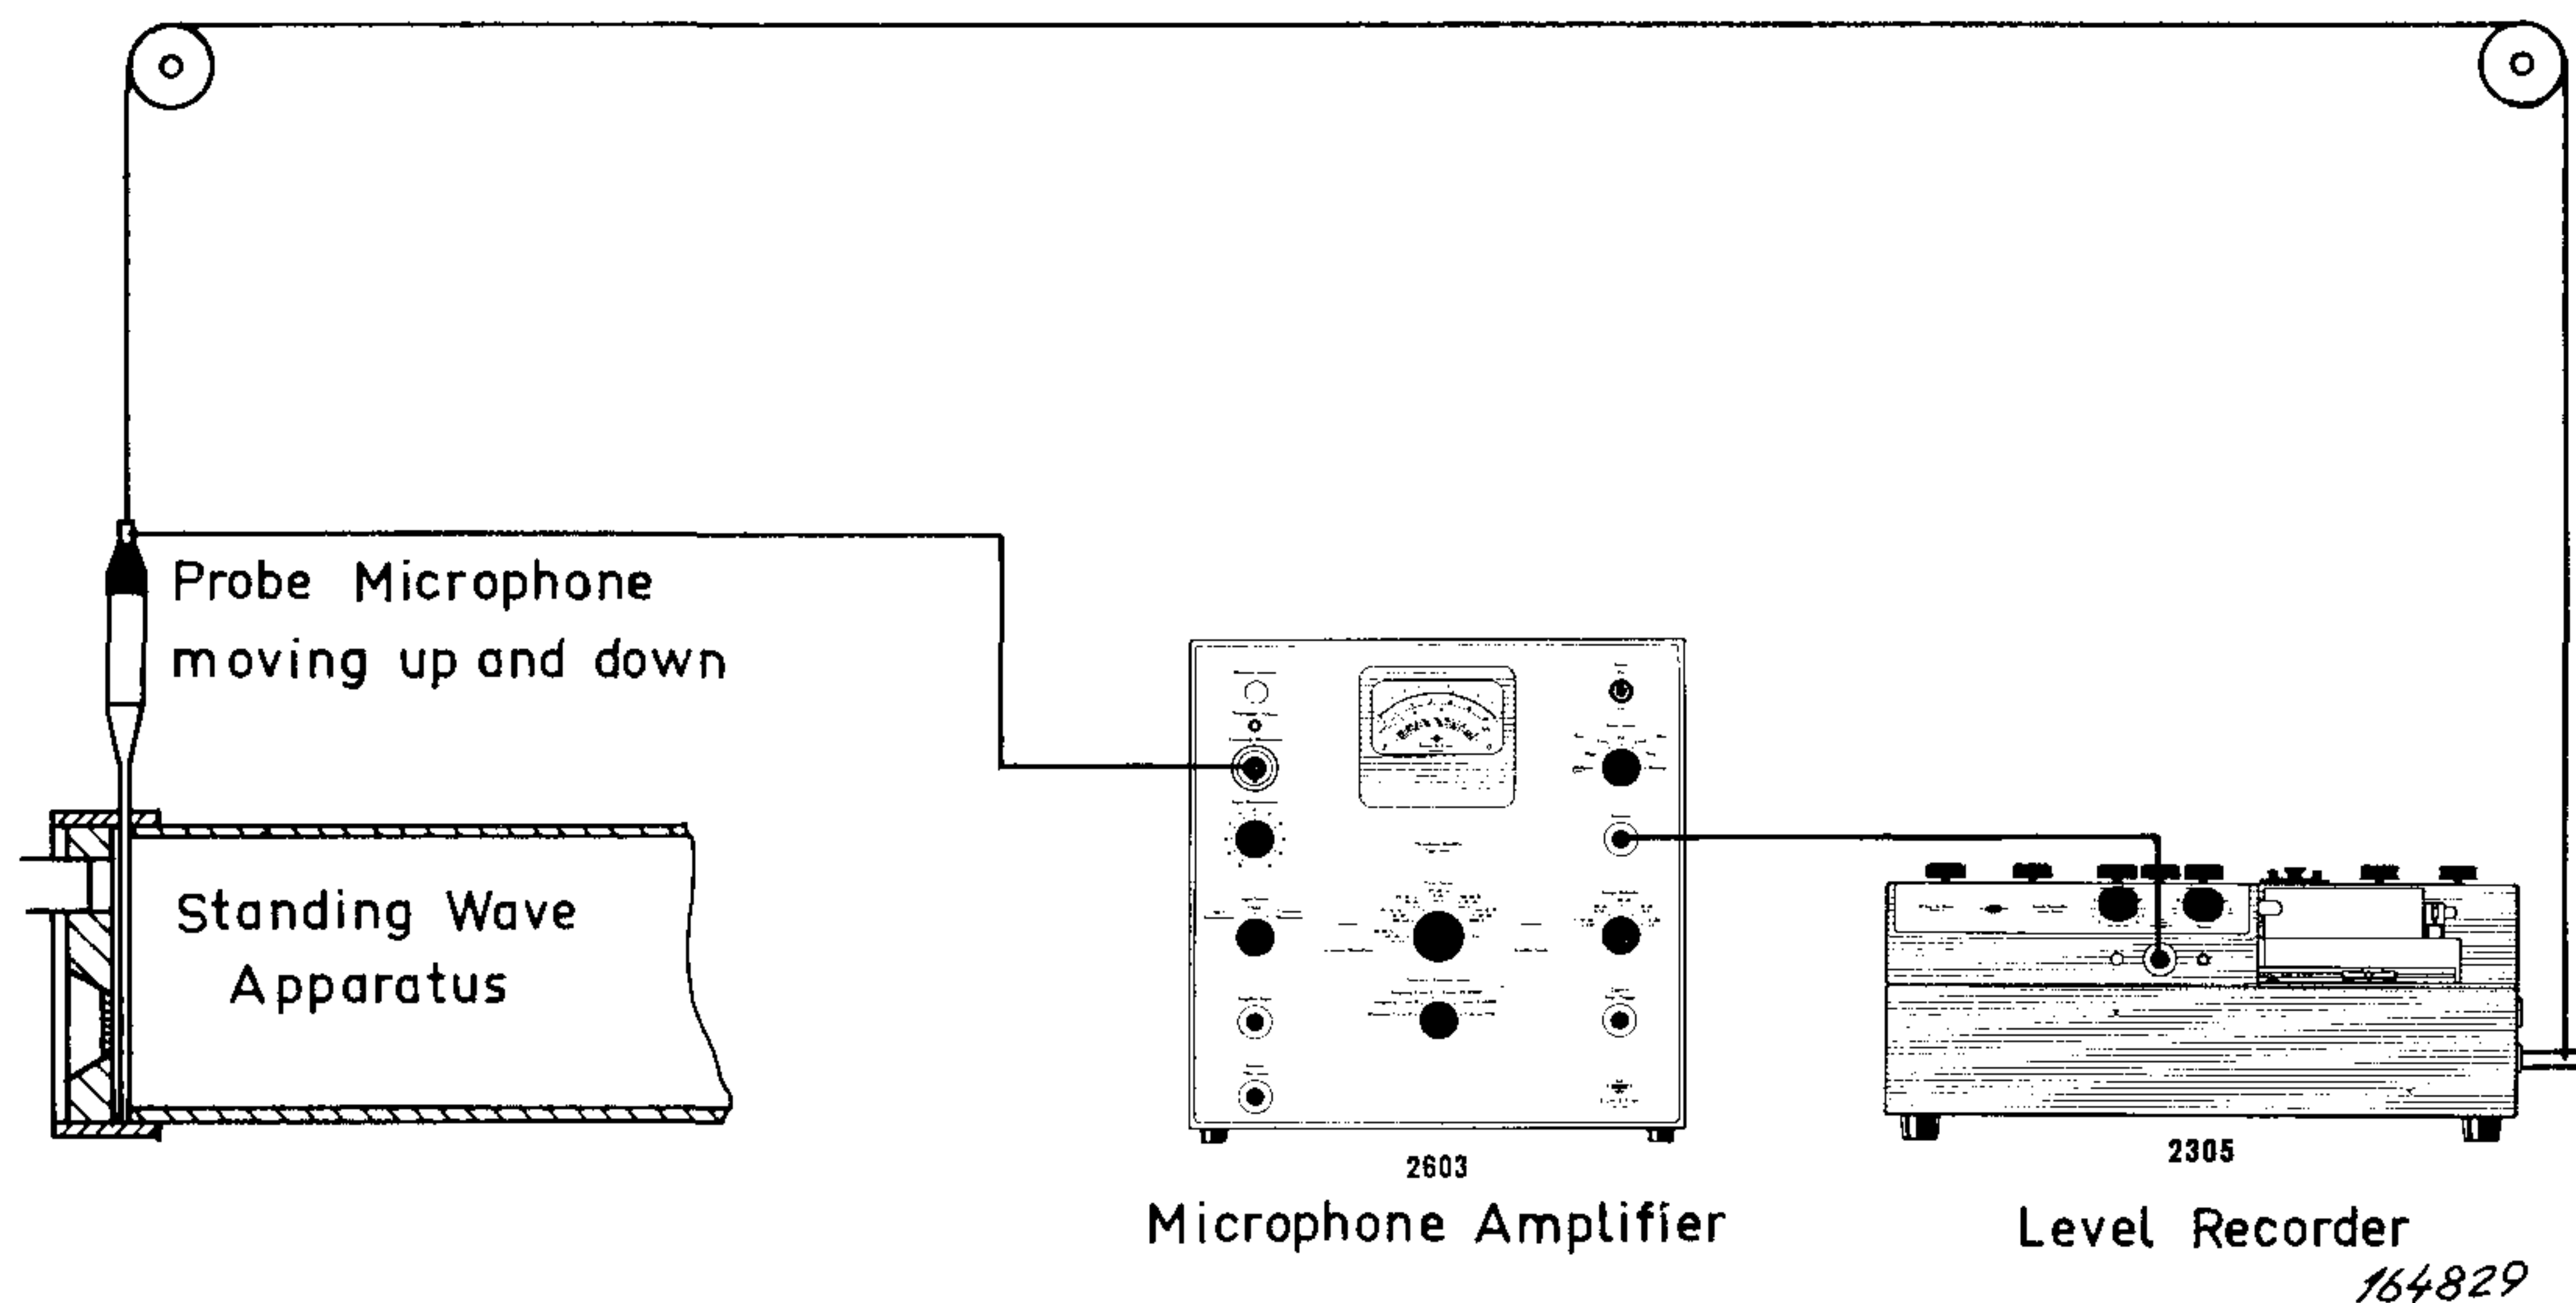 Probe Microphone
moving up and down
Standing Wave
Apparatus
2603
Microphone Amplifier
2305
Level Recorder
164829